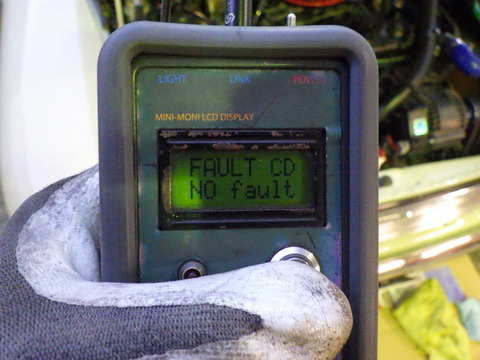 LIGHT LINK POWER
MINI-MONI LCD DISPLAY
FAULT CD
NO fault